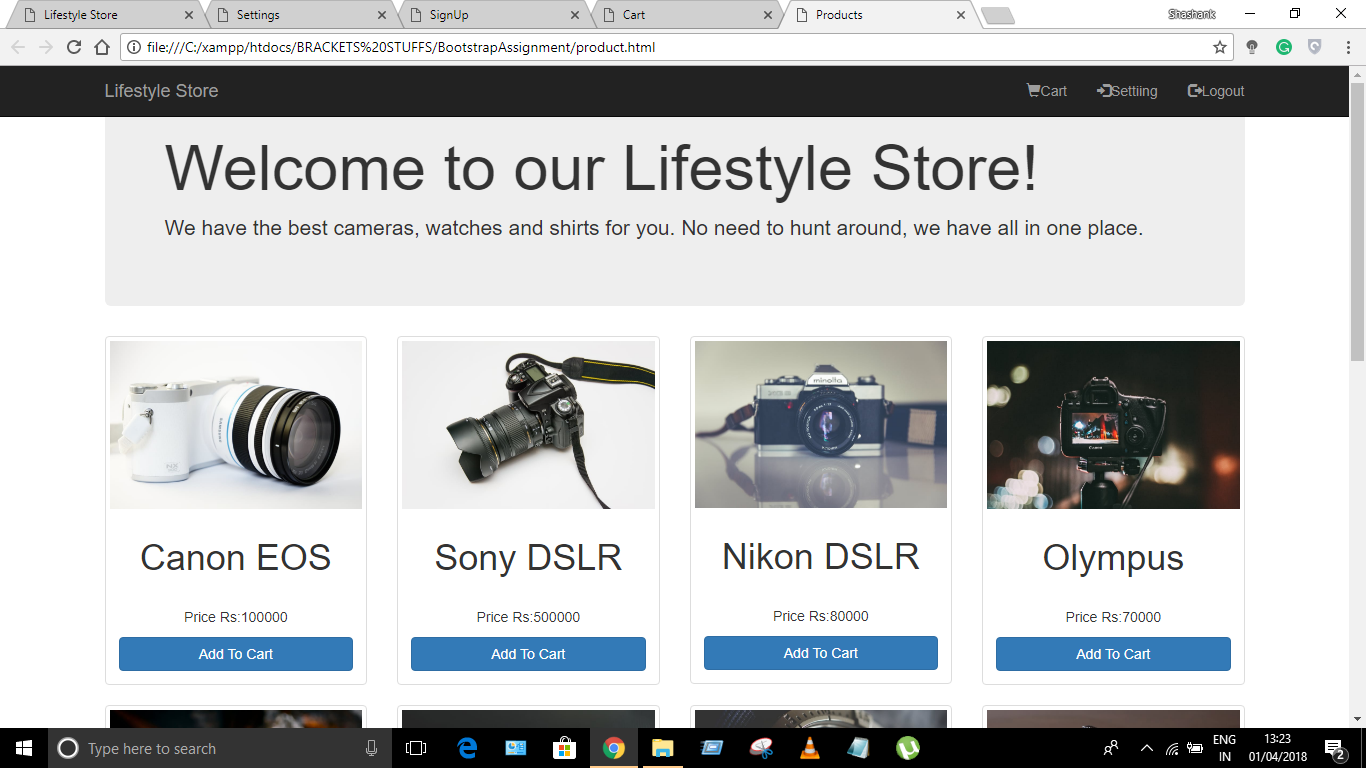 Lifestyle Store
Settings
SignUp
Cart
Products
Shashank
file:///C:/xampp/htdocs/BRACKETS%20STUFFS/BootstrapAssignment/product.html
Lifestyle Store
Cart
Settiing
Logout
Welcome to our Lifestyle Store!
We have the best cameras, watches and shirts for you. No need to hunt around, we have all in one place.
NX
minolta
Canon
Canon EOS
Sony DSLR
Nikon DSLR
Olympus
Price Rs:100000
Price Rs:500000
Price Rs:80000
Price Rs:70000
Add To Cart
Add To Cart
Add To Cart
Add To Cart
Type here to search
ENG
IN
13:23
01/04/2018
2